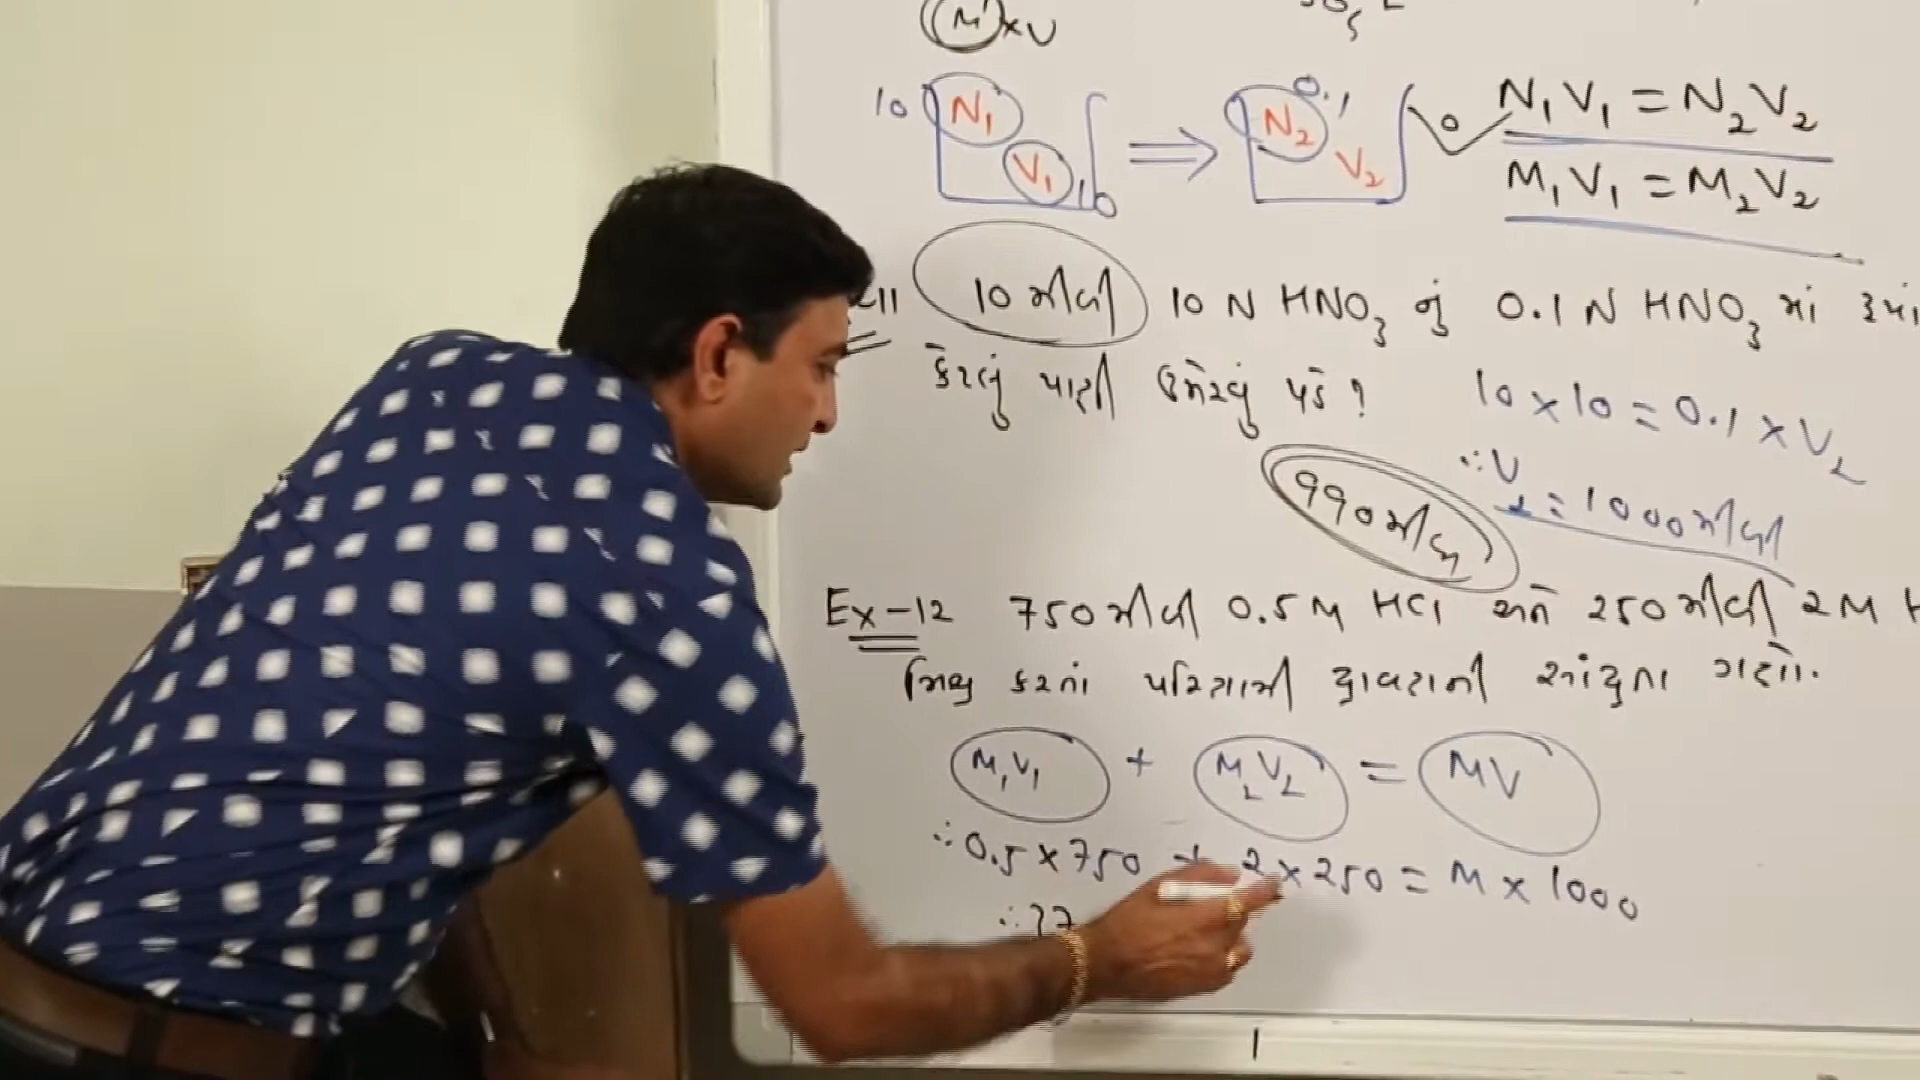 M × V
10 N₁ V₁ 10 ⟹ N₂ 0.1 V₂
N₁V₁ = N₂V₂
M₁V₁ = M₂V₂
11 10 મીલી 10 N HNO₃ નું 0.1 N HNO₃ માં
કેટલું પાણી ઉમેરવું પડે ?
10 × 10 = 0.1 × V₂
∴ V₂ = 1000 મીલી
990 મીલી
Ex-12 750 મીલી 0.5 M HCl અને 250 મીલી 2M H
મિશ્ર કરતાં પરિણામી દ્રાવણની સાંદ્રતા ગણો.
M₁V₁ + M₂V₂ = MV
∴ 0.5 × 750 + 2 × 250 = M × 1000
∴ 37